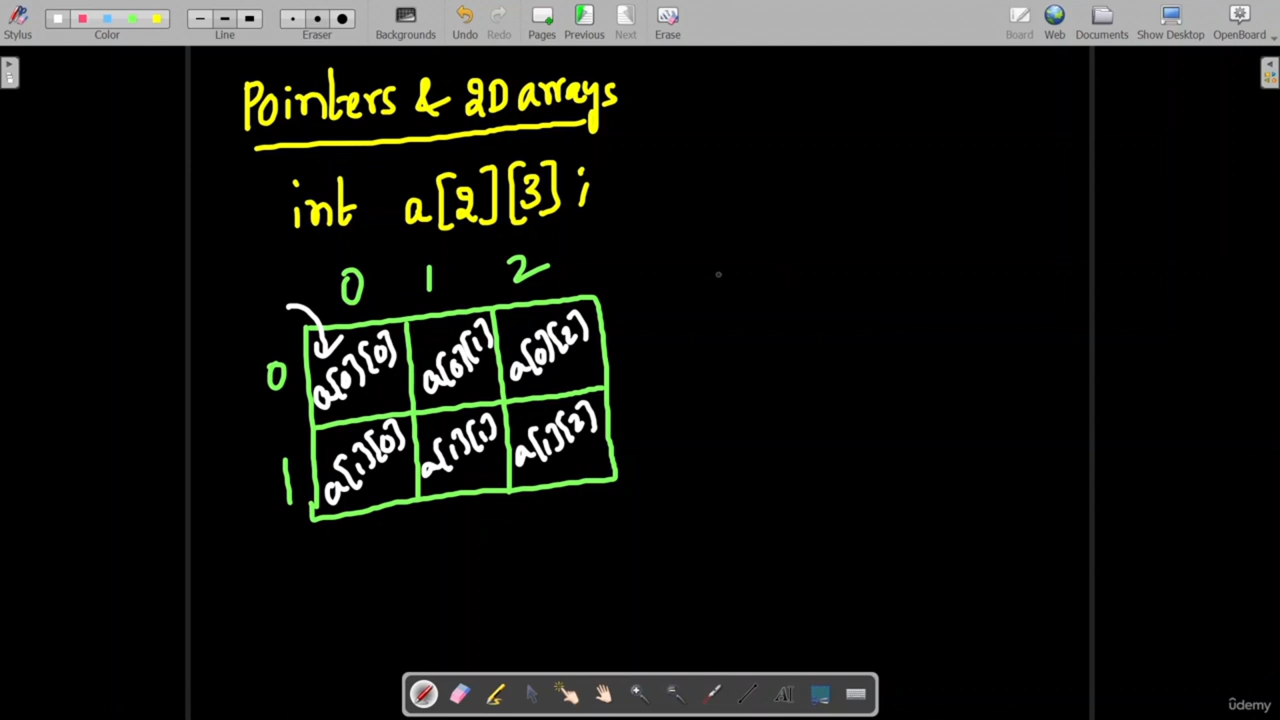 Stylus Color Line Eraser Backgrounds Undo Redo Pages Previous Next Erase Board Web Documents Show Desktop OpenBoard
Pointers & 2D arrays
int a[2][3];
0 1 2
0 a[0][0] a[0][1] a[0][2]
1 a[1][0] a[1][1] a[1][2]
AI
ûdemy